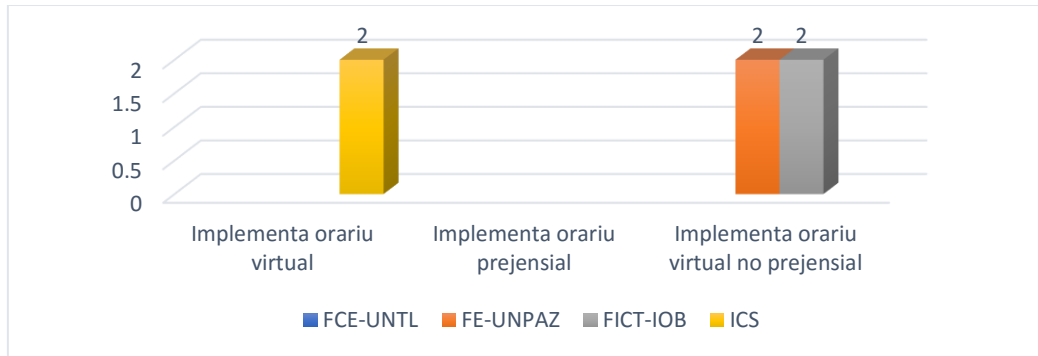 2
2 2
2
1.5
1
0.5
0
Implementa orariu
virtual
Implementa orariu
prejensial
Implementa orariu
virtual no prejensial
FCE-UNTL FE-UNPAZ FICT-IOB ICS